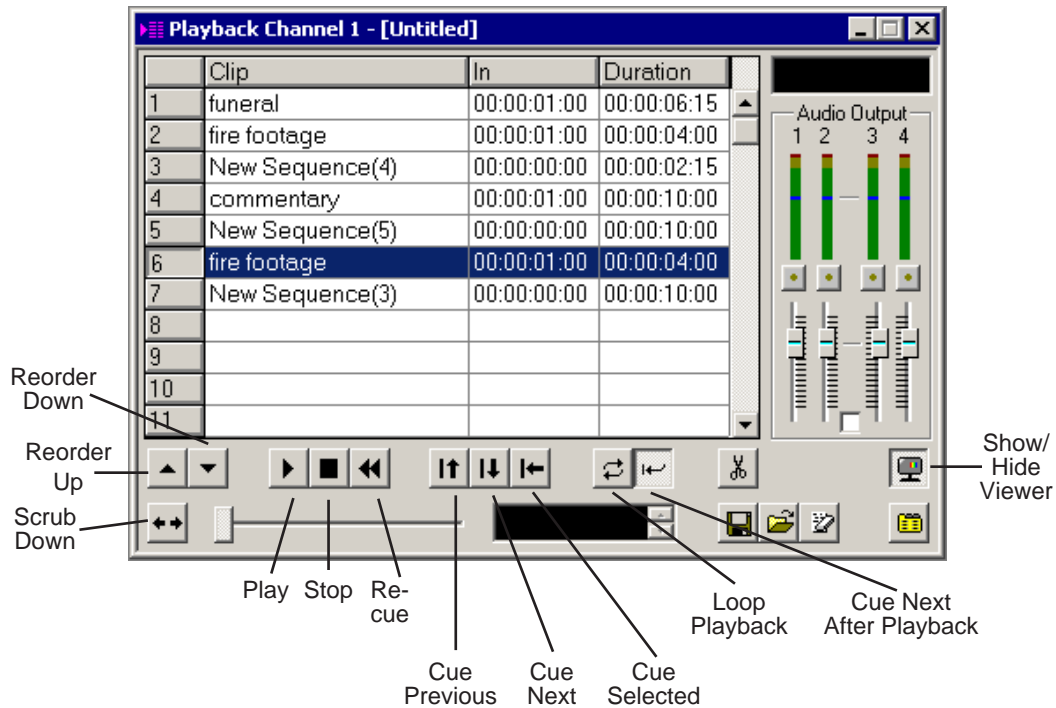 Playback Channel 1 - [Untitled]
Clip In Duration
1 funeral 00:00:01:00 00:00:06:15
2 fire footage 00:00:01:00 00:00:04:00
3 New Sequence(4) 00:00:00:00 00:00:02:15
4 commentary 00:00:01:00 00:00:10:00
5 New Sequence(5) 00:00:00:00 00:00:10:00
6 fire footage 00:00:01:00 00:00:04:00
7 New Sequence(3) 00:00:00:00 00:00:10:00
8
9
10
11
Audio Output
1 2 3 4
Reorder
Down
Reorder
Up
Scrub
Down
Show/
Hide
Viewer
Play
Stop
Re-
cue
Cue
Previous
Cue
Next
Cue
Selected
Loop
Playback
Cue Next
After Playback